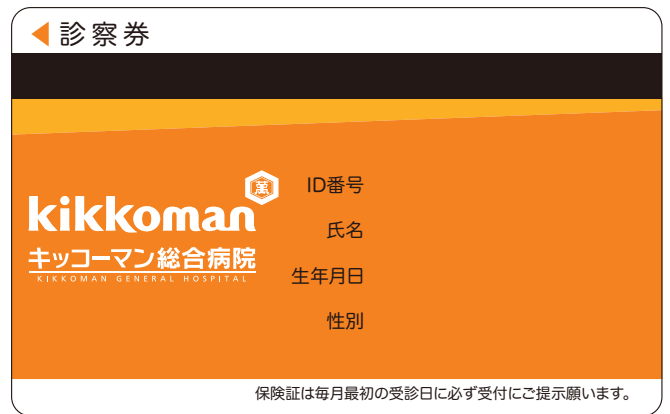 診察券
萬
kikkoman
キッコーマン総合病院
KIKKOMAN GENERAL HOSPITAL
ID番号
氏名
生年月日
性別
保険証は毎月最初の受診日に必ず受付にご提示願います。